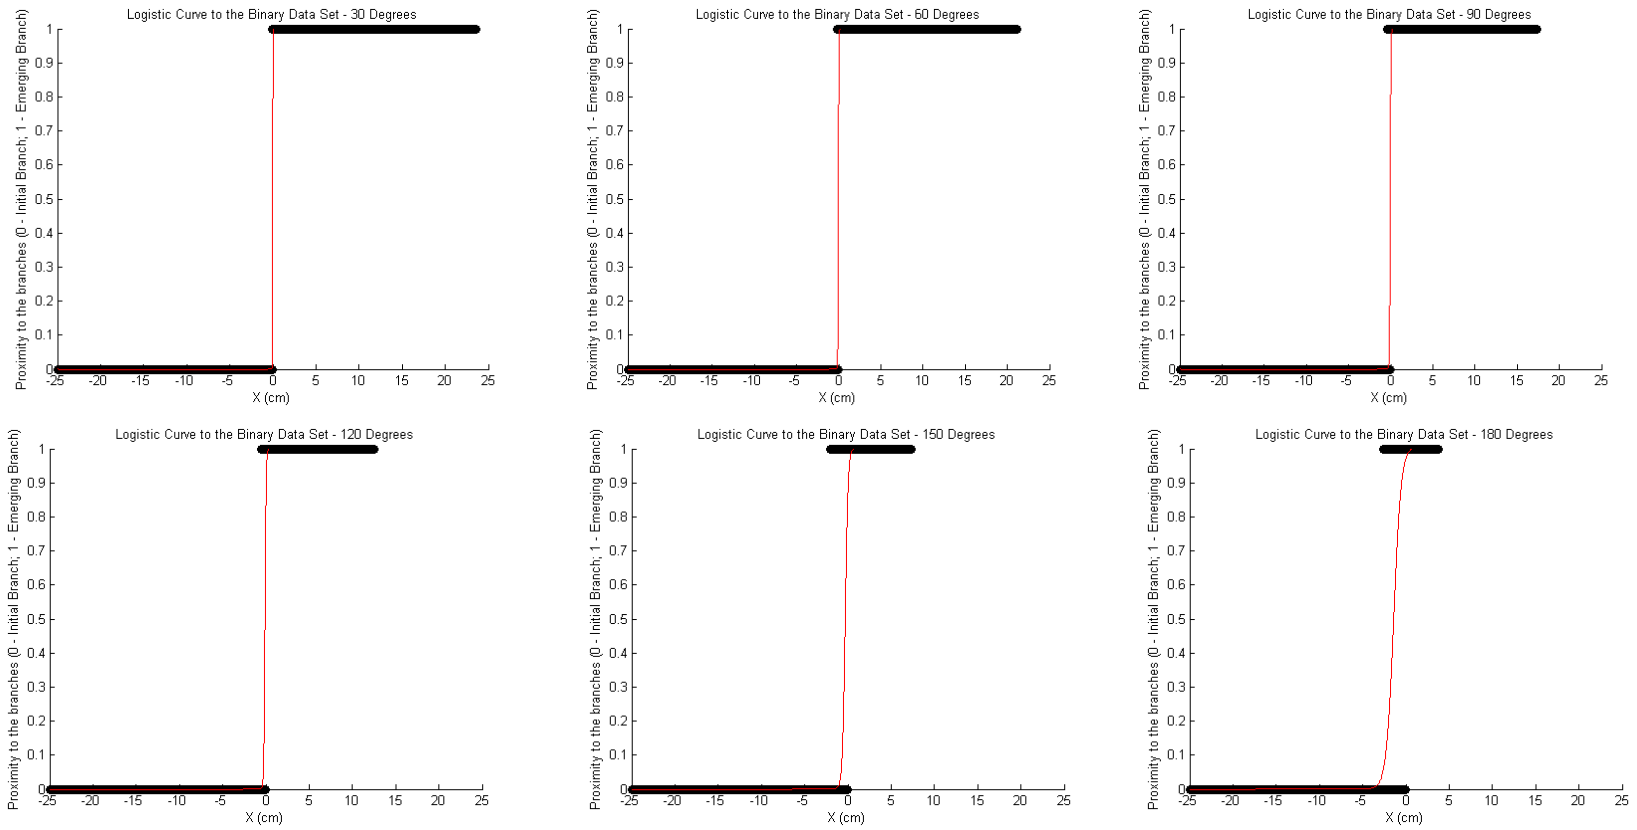 Logistic Curve to the Binary Data Set - 30 Degrees
Proximity to the branches (0 - Initial Branch; 1 - Emerging Branch)
1
0.9
0.8
0.7
0.6
0.5
0.4
0.3
0.2
0.1
0
-25 -20 -15 -10 -5 0 5 10 15 20 25
X (cm)
Logistic Curve to the Binary Data Set - 60 Degrees
Proximity to the branches (0 - Initial Branch; 1 - Emerging Branch)
1
0.9
0.8
0.7
0.6
0.5
0.4
0.3
0.2
0.1
0
-25 -20 -15 -10 -5 0 5 10 15 20 25
X (cm)
Logistic Curve to the Binary Data Set - 90 Degrees
Proximity to the branches (0 - Initial Branch; 1 - Emerging Branch)
1
0.9
0.8
0.7
0.6
0.5
0.4
0.3
0.2
0.1
0
-25 -20 -15 -10 -5 0 5 10 15 20 25
X (cm)
Logistic Curve to the Binary Data Set - 120 Degrees
Proximity to the branches (0 - Initial Branch; 1 - Emerging Branch)
1
0.9
0.8
0.7
0.6
0.5
0.4
0.3
0.2
0.1
0
-25 -20 -15 -10 -5 0 5 10 15 20 25
X (cm)
Logistic Curve to the Binary Data Set - 150 Degrees
Proximity to the branches (0 - Initial Branch; 1 - Emerging Branch)
1
0.9
0.8
0.7
0.6
0.5
0.4
0.3
0.2
0.1
0
-25 -20 -15 -10 -5 0 5 10 15 20 25
X (cm)
Logistic Curve to the Binary Data Set - 180 Degrees
Proximity to the branches (0 - Initial Branch; 1 - Emerging Branch)
1
0.9
0.8
0.7
0.6
0.5
0.4
0.3
0.2
0.1
0
-25 -20 -15 -10 -5 0 5 10 15 20 25
X (cm)